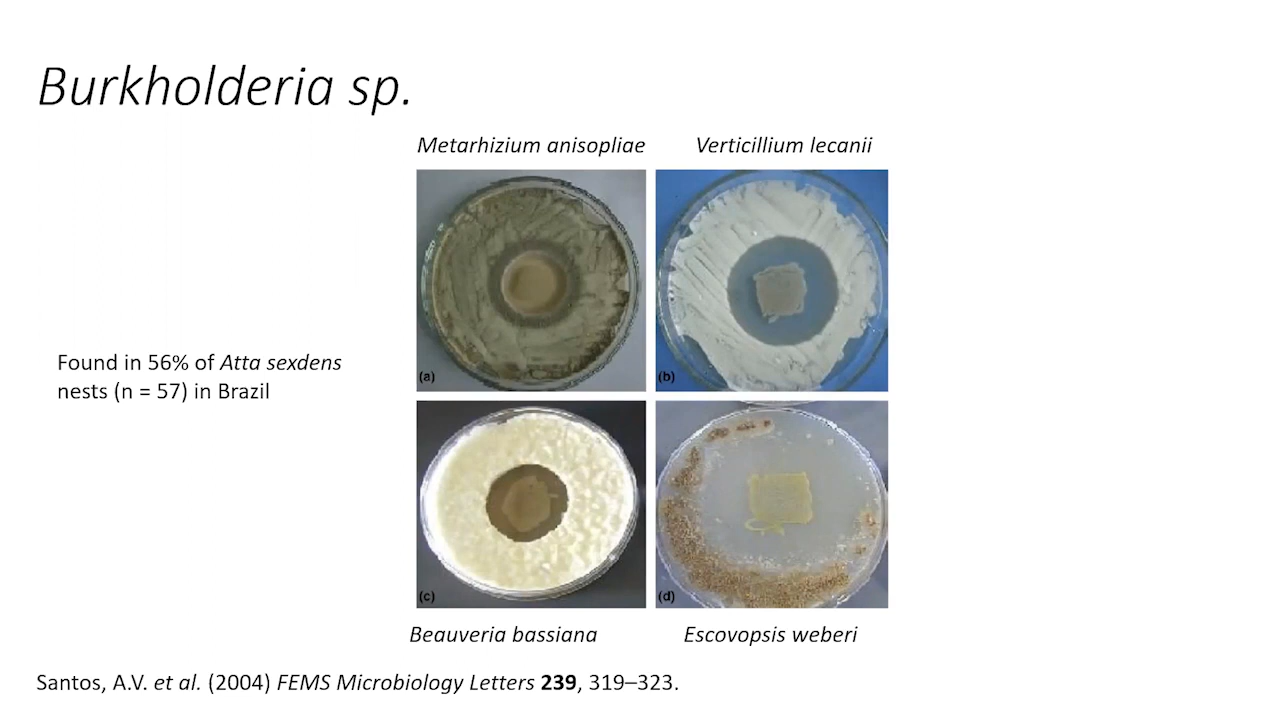 Burkholderia sp.
Metarhizium anisopliae
Verticillium lecanii
(a)
(b)
Found in 56% of Atta sexdens
nests (n = 57) in Brazil
(c)
(d)
Beauveria bassiana
Escovopsis weberi
Santos, A.V. et al. (2004) FEMS Microbiology Letters 239, 319–323.